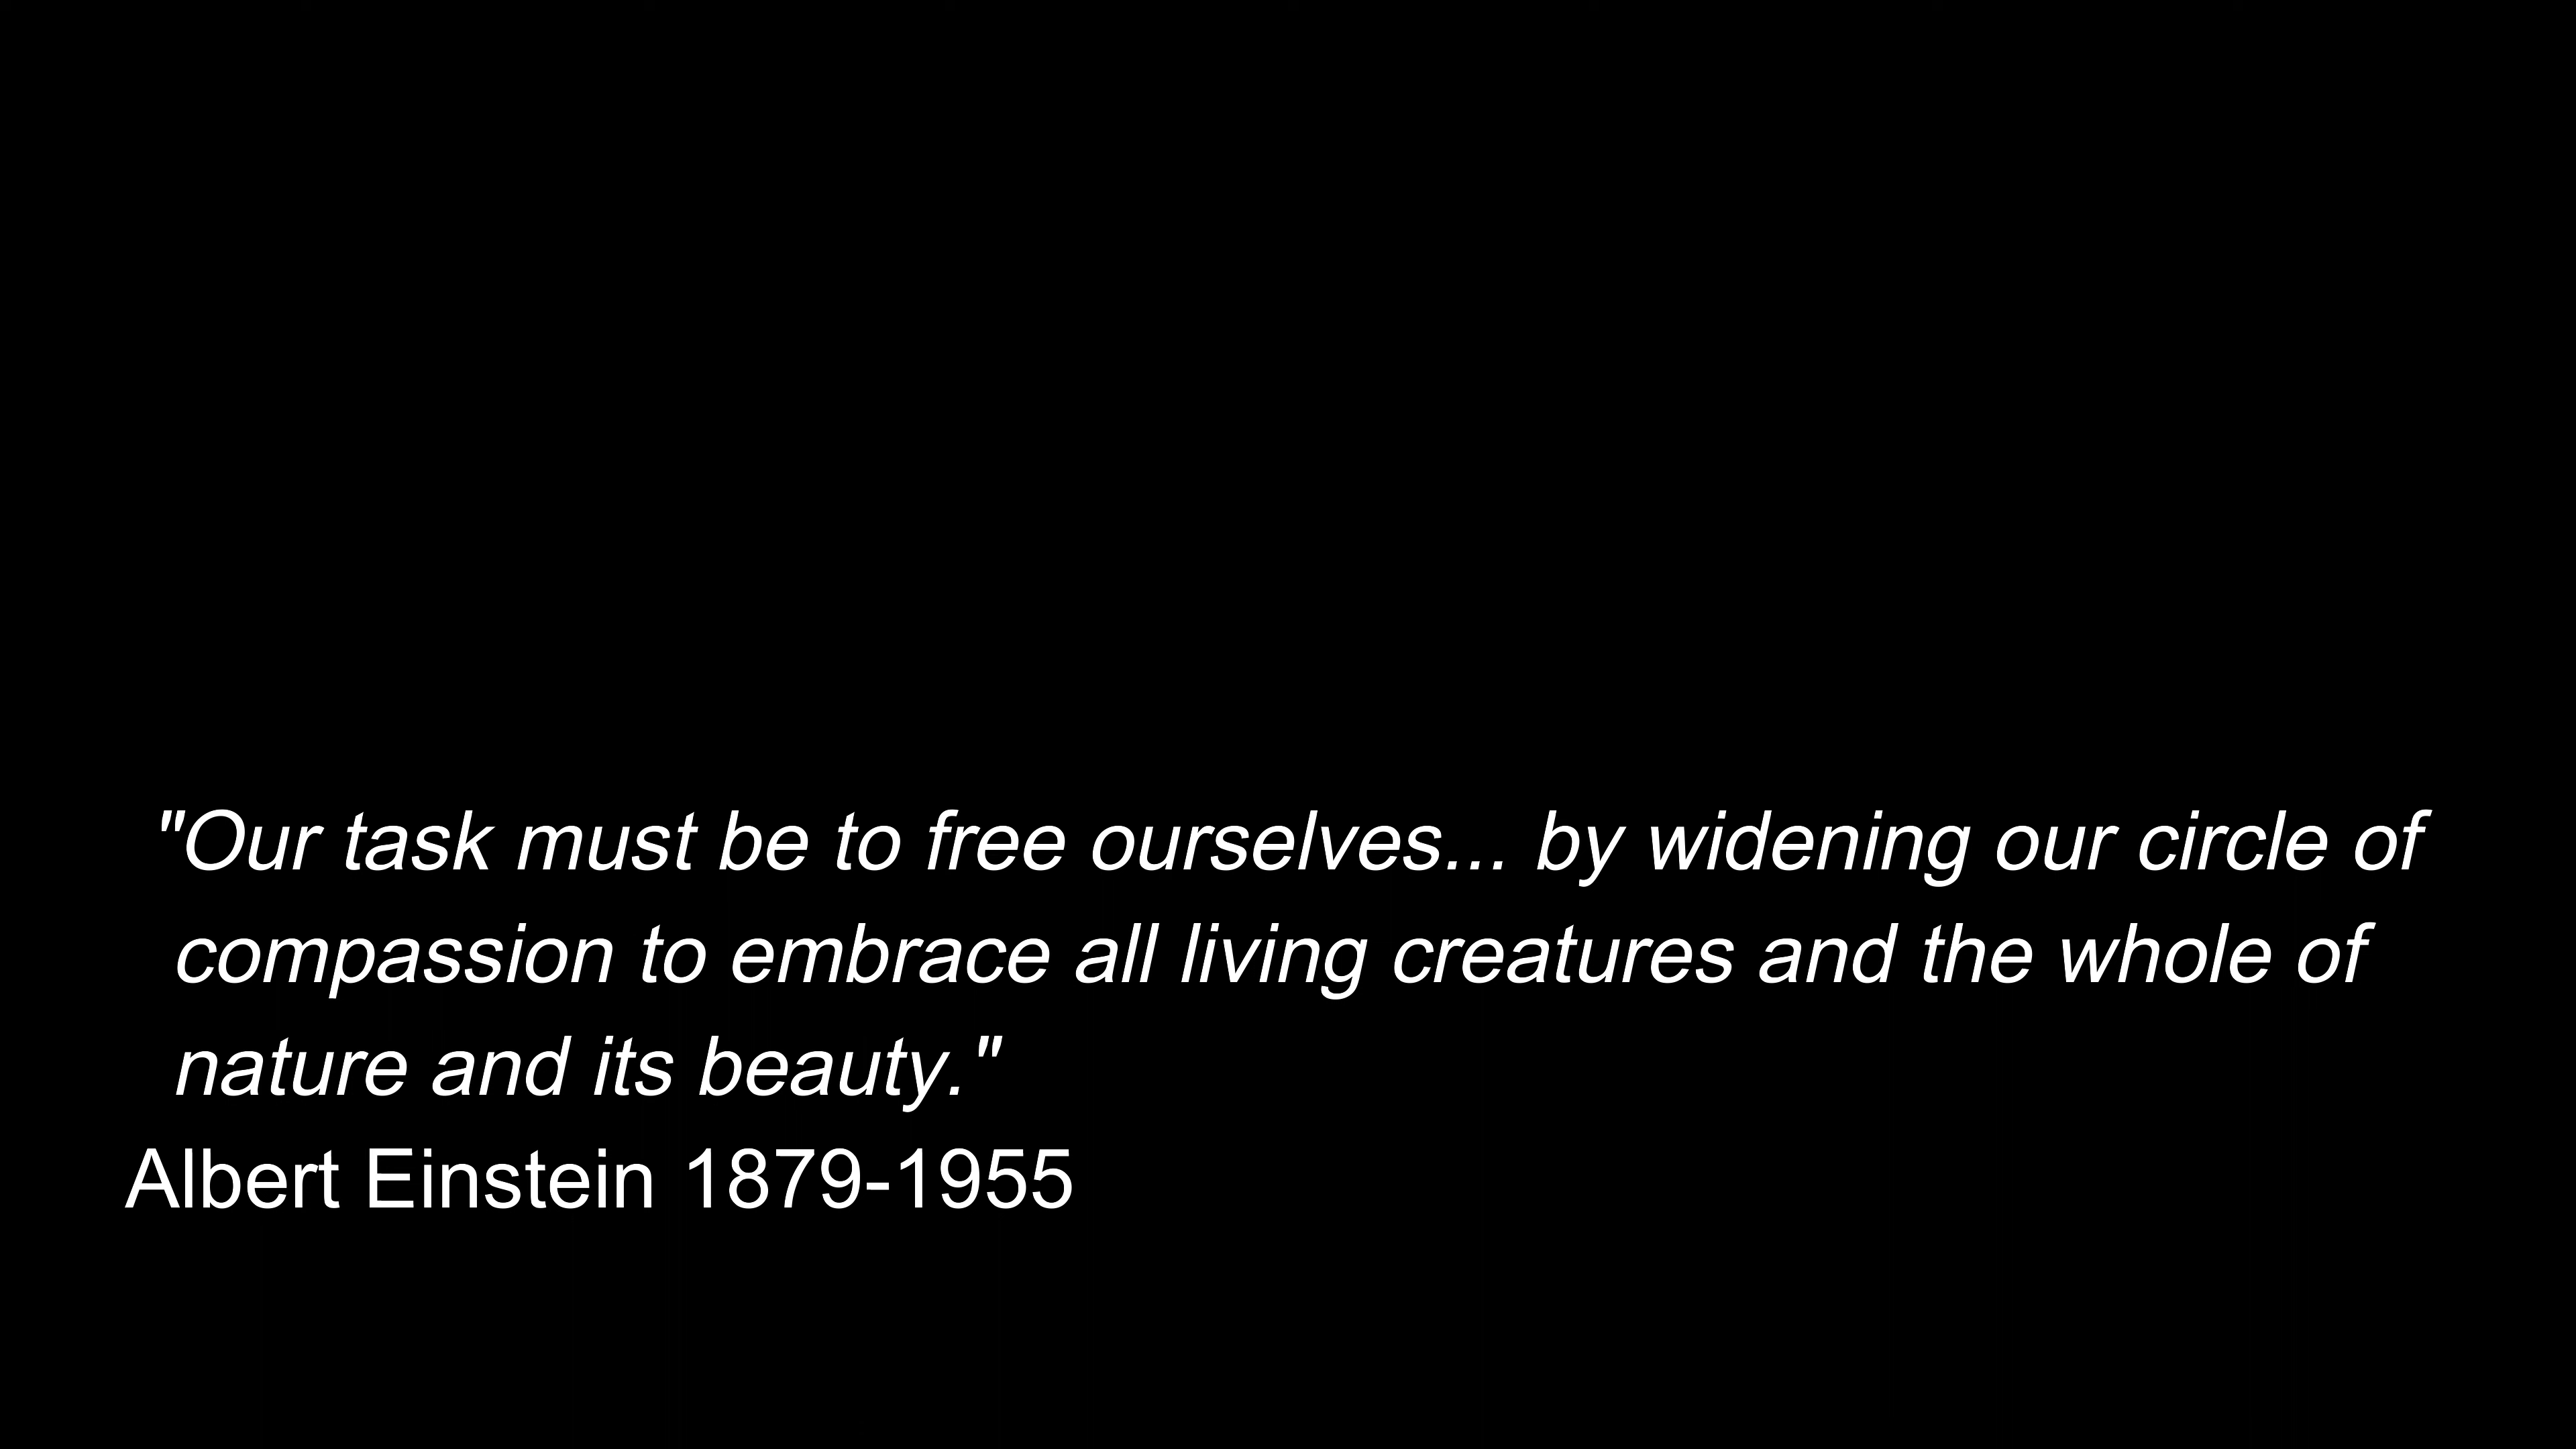 "Our task must be to free ourselves... by widening our circle of
compassion to embrace all living creatures and the whole of
nature and its beauty."
Albert Einstein 1879-1955